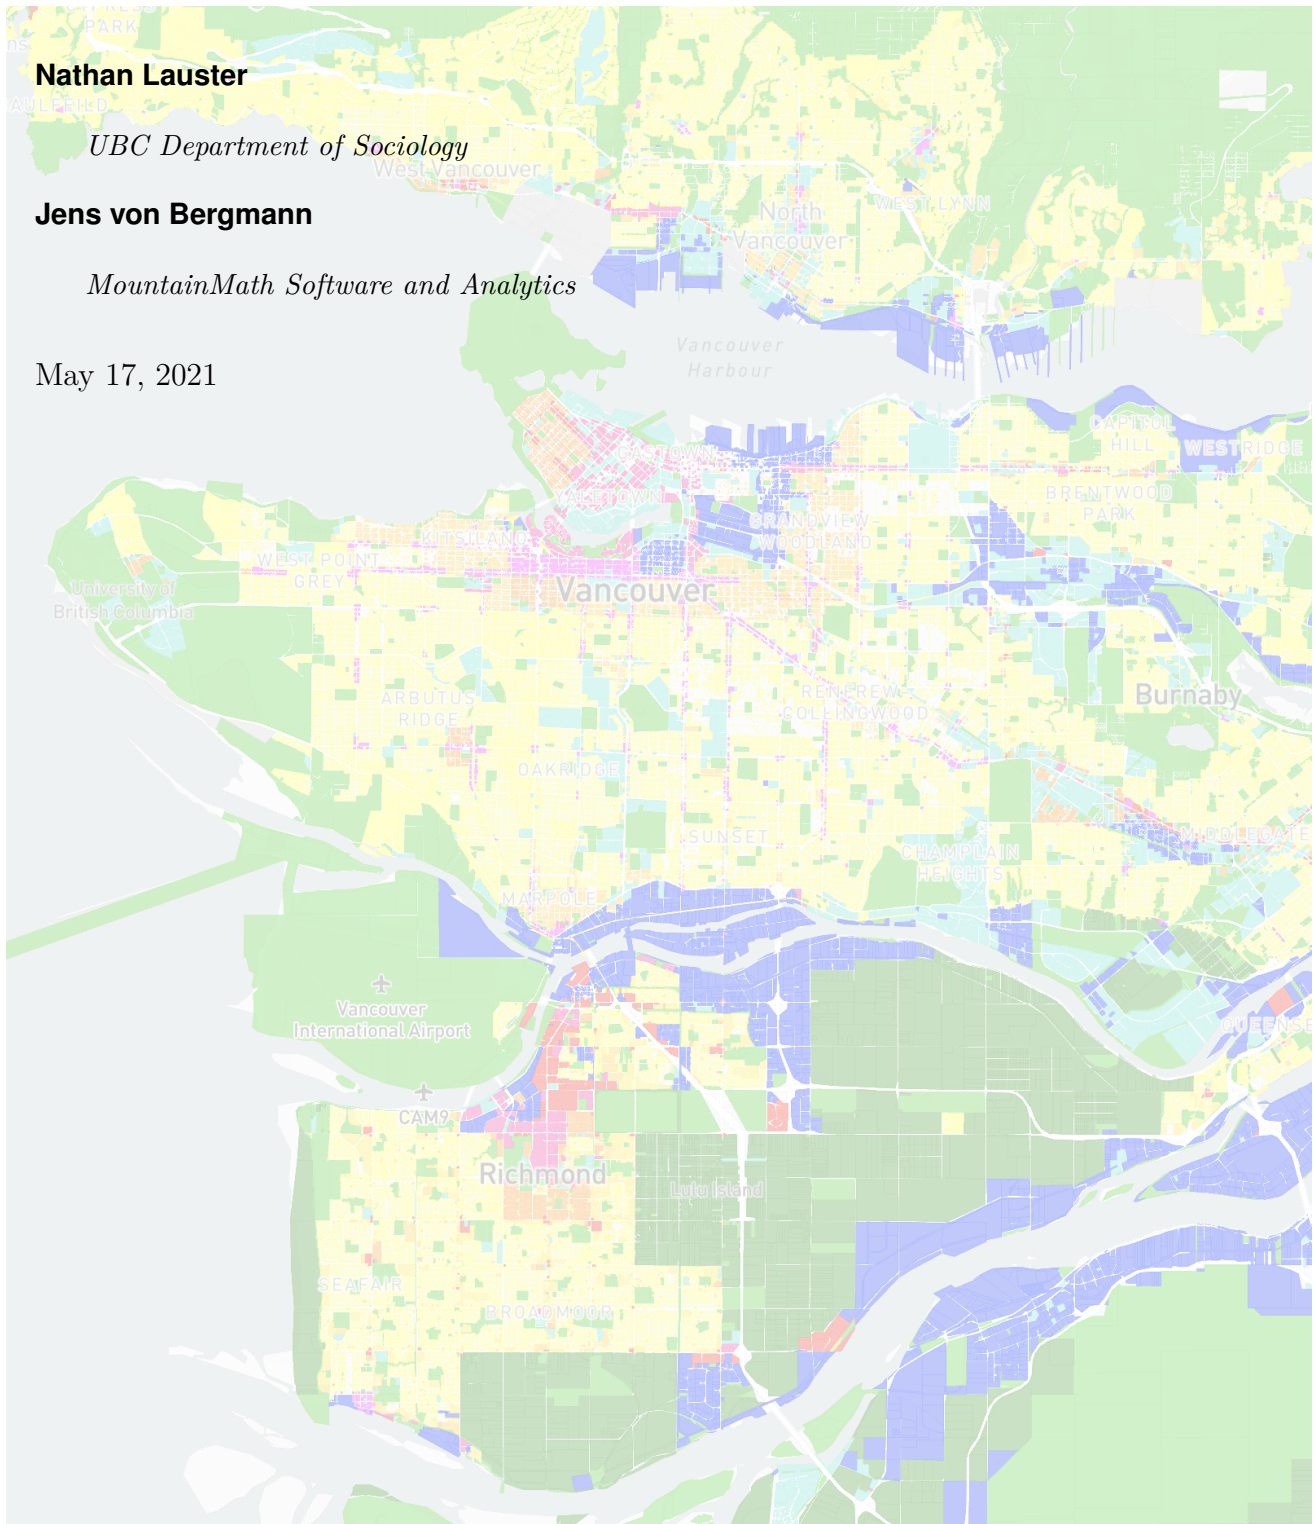 PARK
Nathan Lauster
UBC Department of Sociology
West Vancouver
Jens von Bergmann
North
Vancouver
WEST LYNN
MountainMath Software and Analytics
Vancouver
Harbour
May 17, 2021
CAPITOL
HILL
WESTRIDGE
GASTOWN
YALETOWN
BRENTWOOD
PARK
GRANDVIEW-
WOODLAND
KITSILANO
WEST POINT
GREY
Vancouver
University of
British Columbia
ARBUTUS
RIDGE
RENFREW-
COLLINGWOOD
Burnaby
OAKRIDGE
SUNSET
MIDDLEGATE
CHAMPLAIN
HEIGHTS
MARPOLE
Vancouver
International Airport
QUEENSB
CAM9
Richmond
Lulu Island
SEAFAIR
BROADMOOR